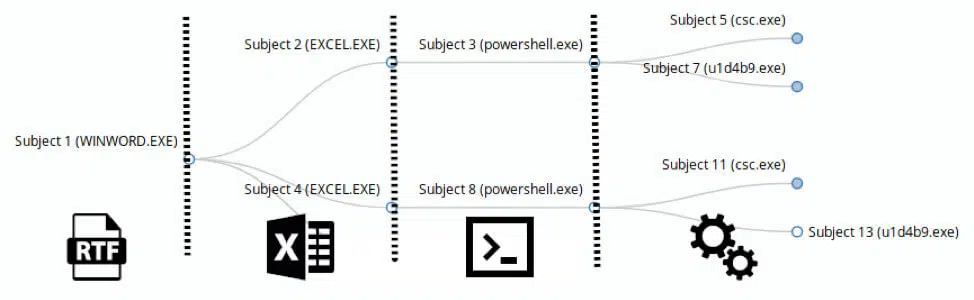 Subject 5 (csc.exe)
Subject 2 (EXCEL.EXE)
Subject 3 (powershell.exe)
Subject 7 (u1d4b9.exe)
Subject 1 (WINWORD.EXE)
Subject 11 (csc.exe)
Subject 4 (EXCEL.EXE)
Subject 8 (powershell.exe)
Subject 13 (u1d4b9.exe)
RTF
X
>_